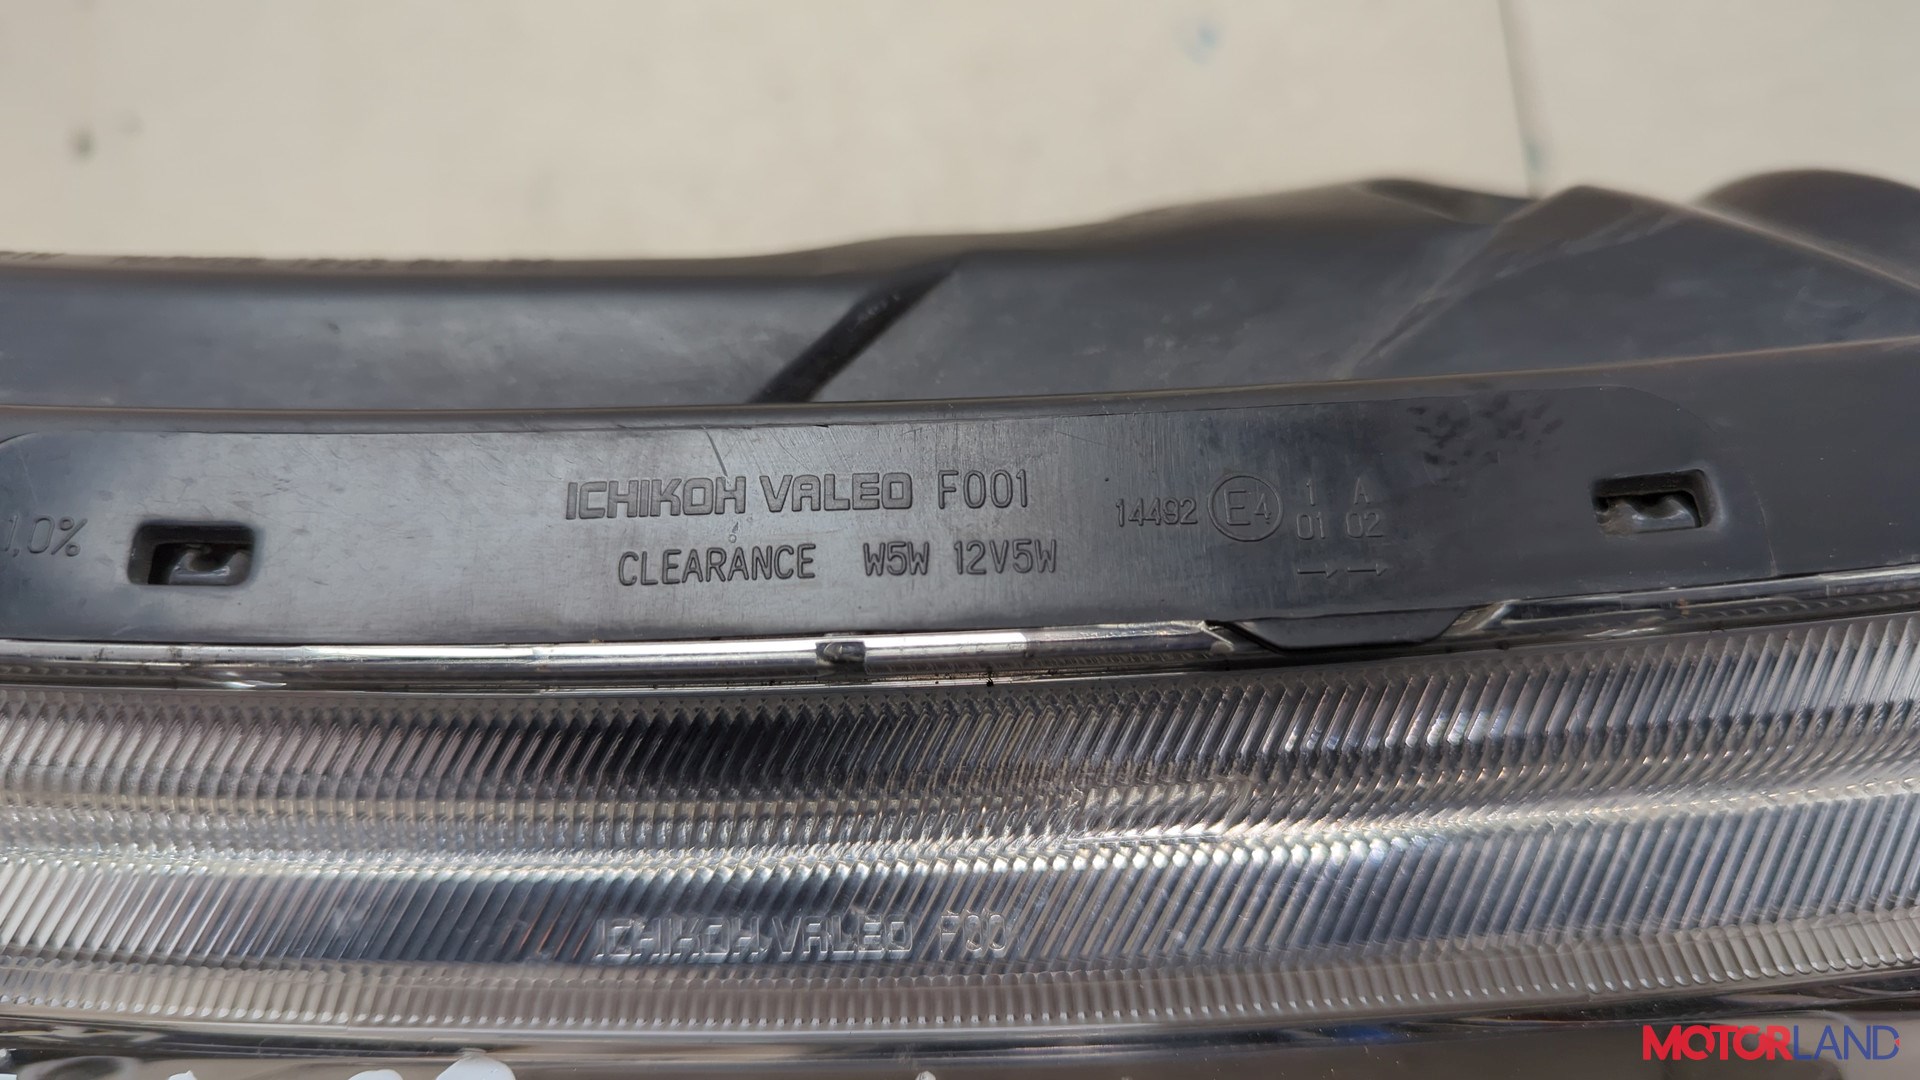 ICHIKOH VALEO F001
CLEARANCE W5W 12V5W
14492 E4 1 A
01 02
1,0%
ICHIKOH VALEO F001
MOTORLAND